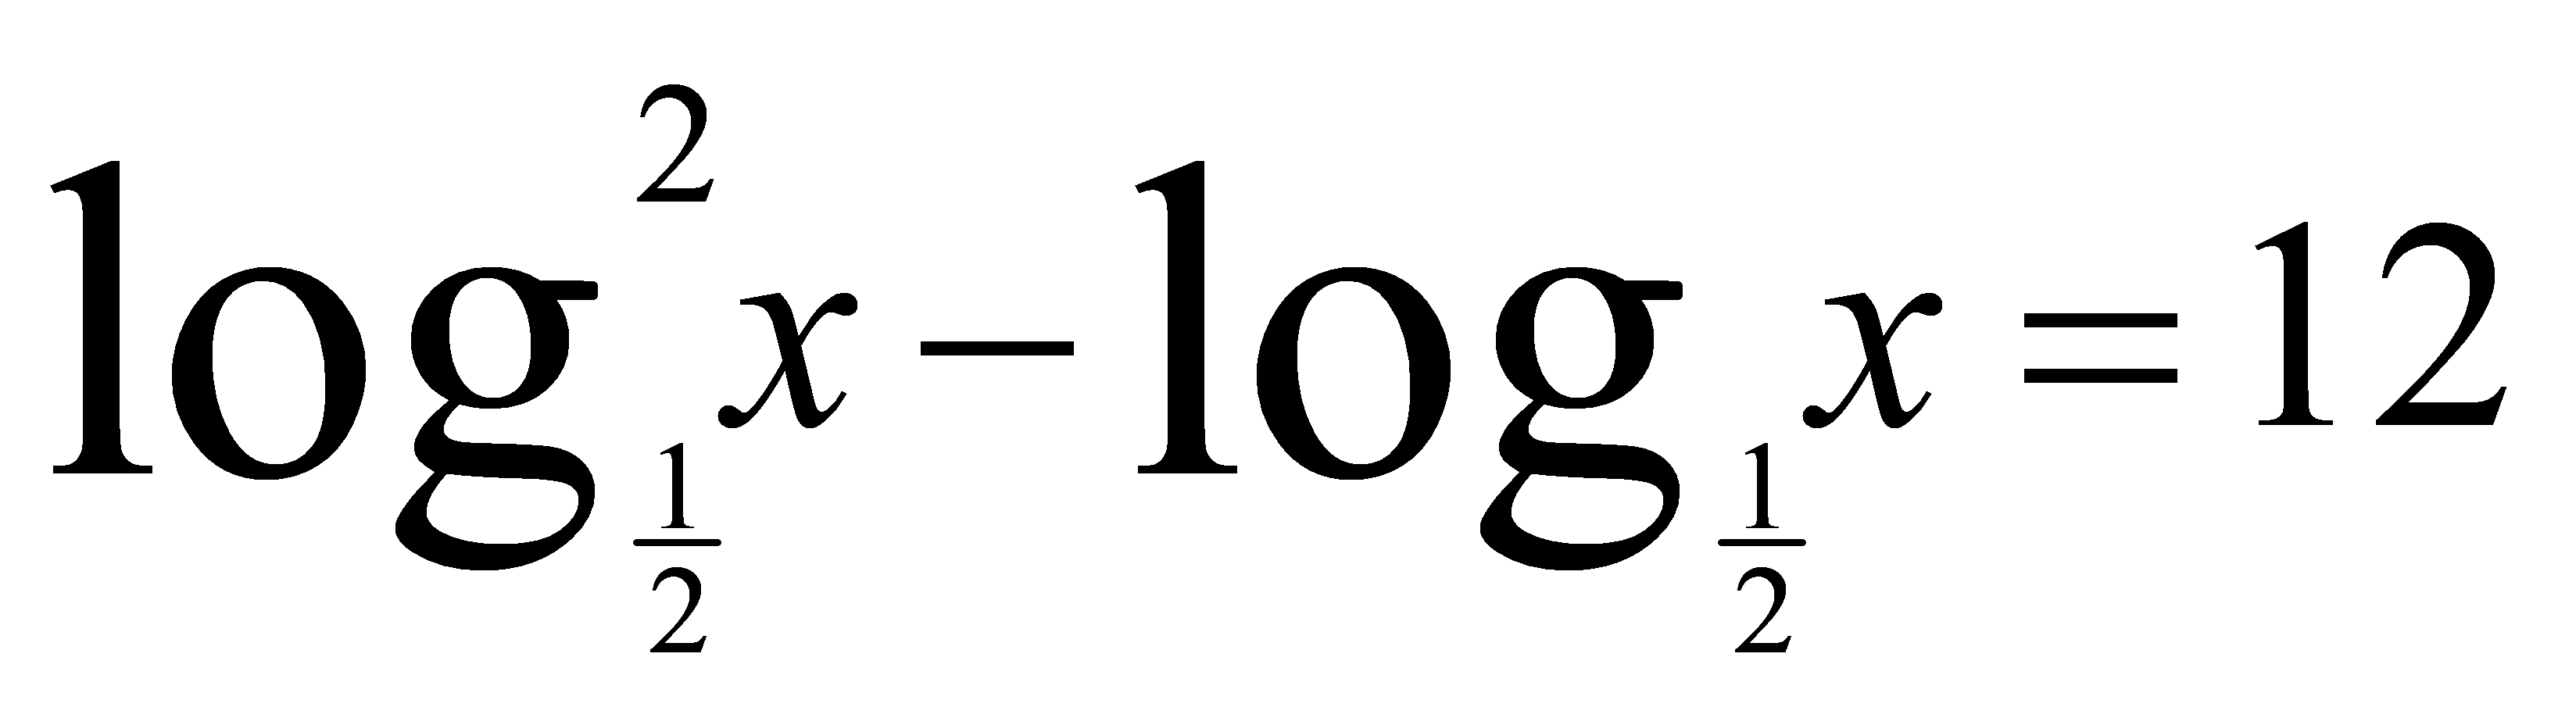 log²_{1/2} x − log_{1/2} x = 12